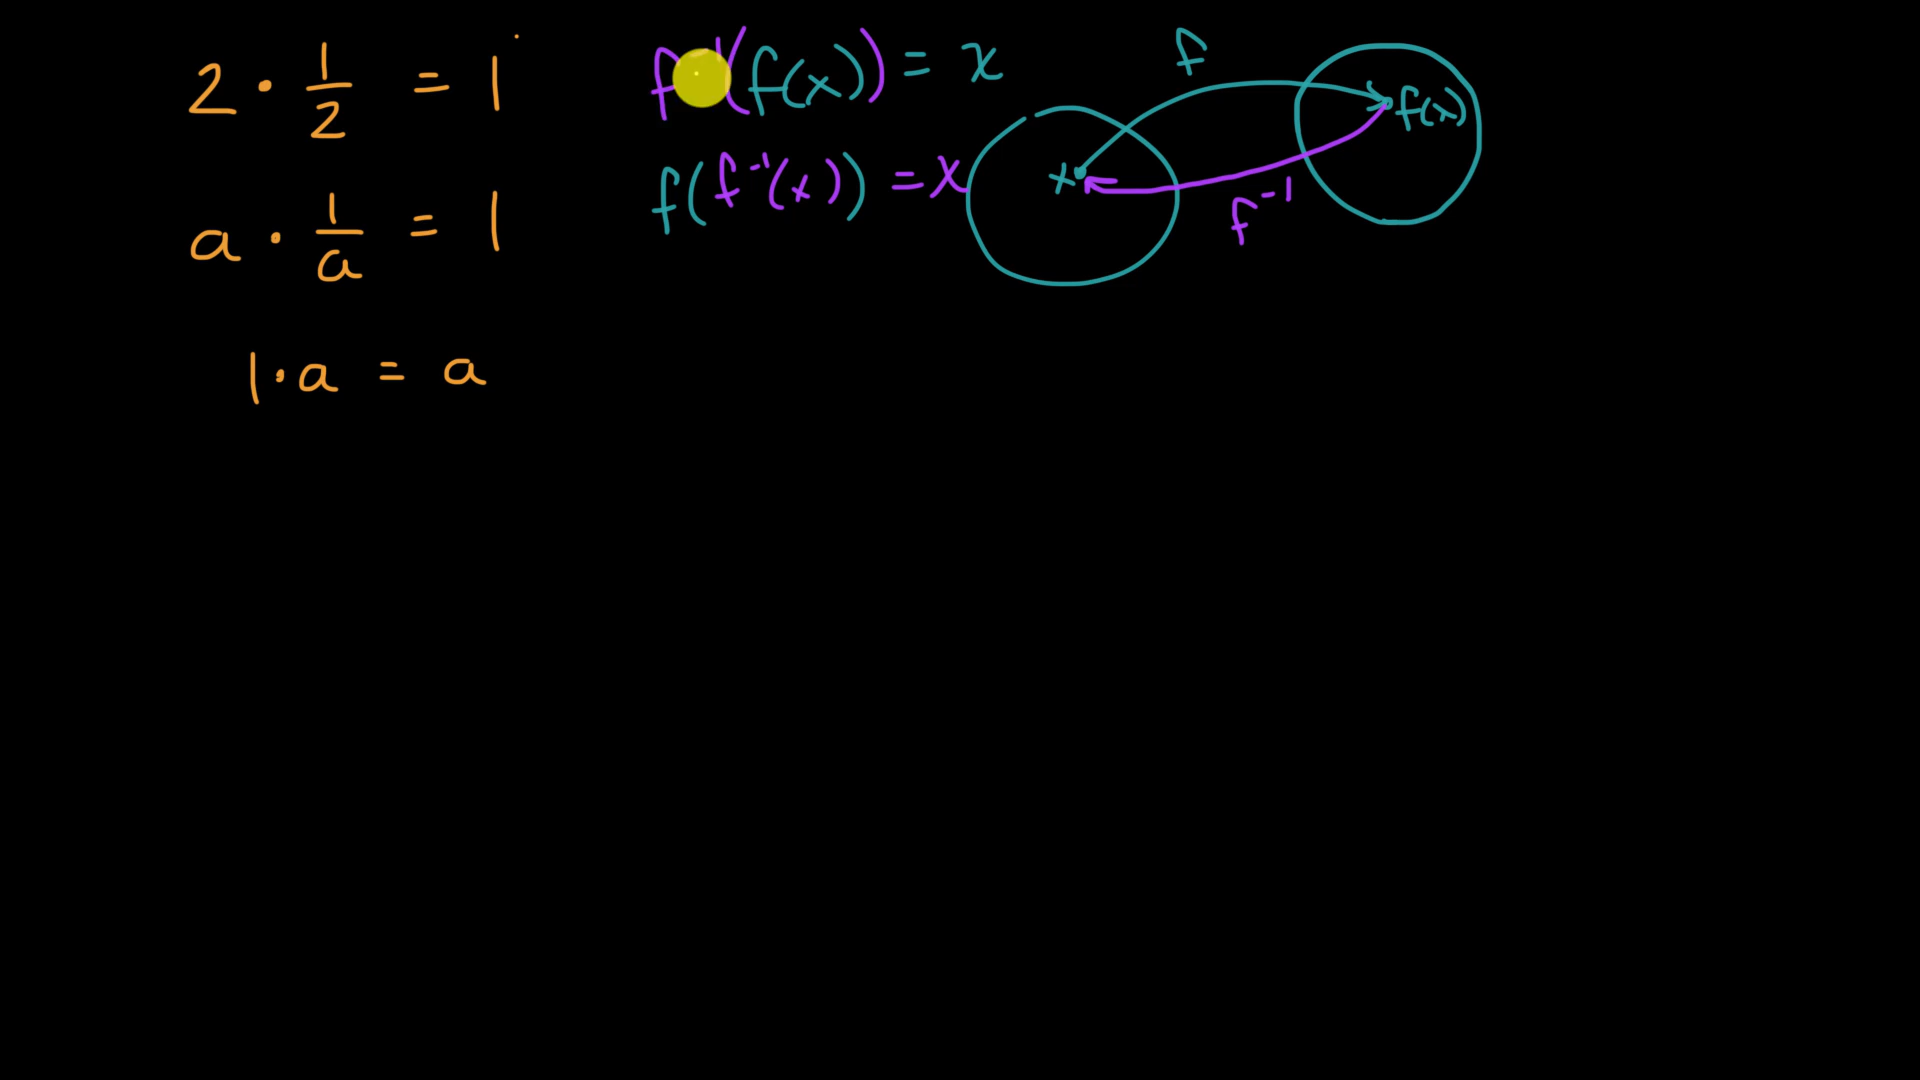 2 · 1/2 = 1
a · 1/a = 1
1 · a = a
f⁻¹(f(x)) = x
f(f⁻¹(x)) = x
f
x
f(x)
f⁻¹